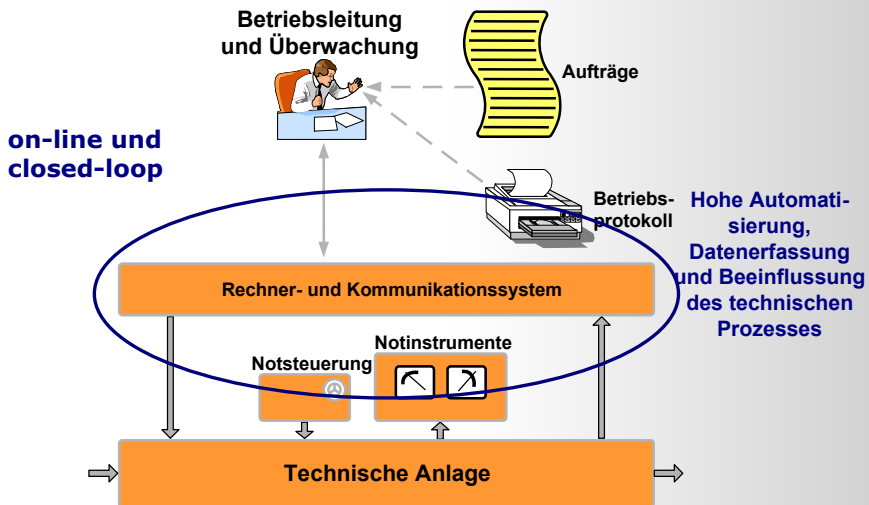 Betriebsleitung
und Überwachung
Aufträge
on-line und
closed-loop
Betriebs-
protokoll
Hohe Automati-
sierung,
Datenerfassung
und Beeinflussung
des technischen
Prozesses
Rechner- und Kommunikationssystem
Notinstrumente
Notsteuerung
Technische Anlage